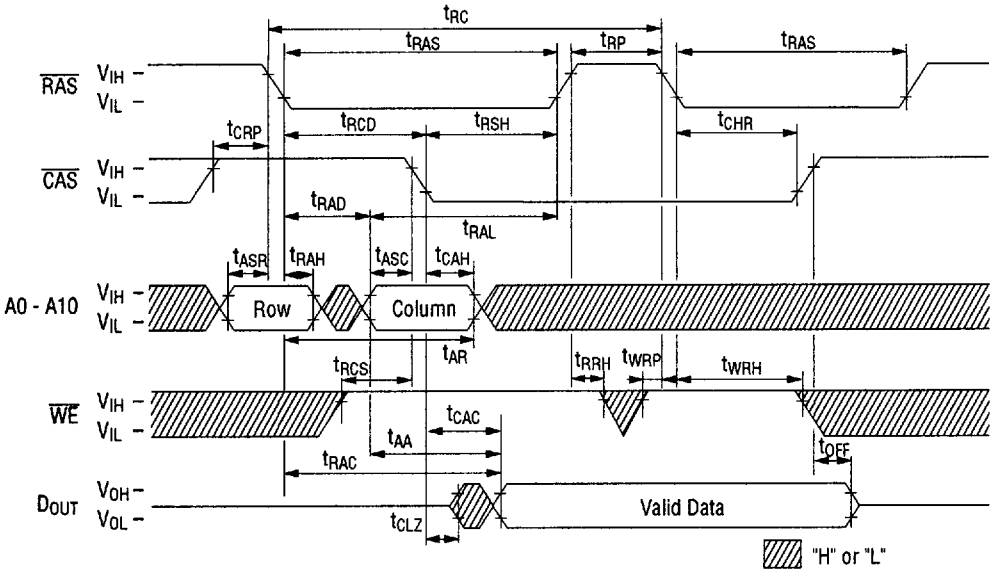 tRC
tRAS tRP tRAS
RAS VIH
VIL
tRCD tRSH tCHR
tCRP
CAS VIH
VIL
tRAD tRAL
tASR tRAH tASC tCAH
A0 - A10 VIH
VIL
Row Column
tAR
tRCS tRRH tWRP tWRH
WE VIH
VIL
tCAC
tAA tOFF
tRAC
DOUT VOH
VOL
Valid Data
tCLZ
"H" or "L"